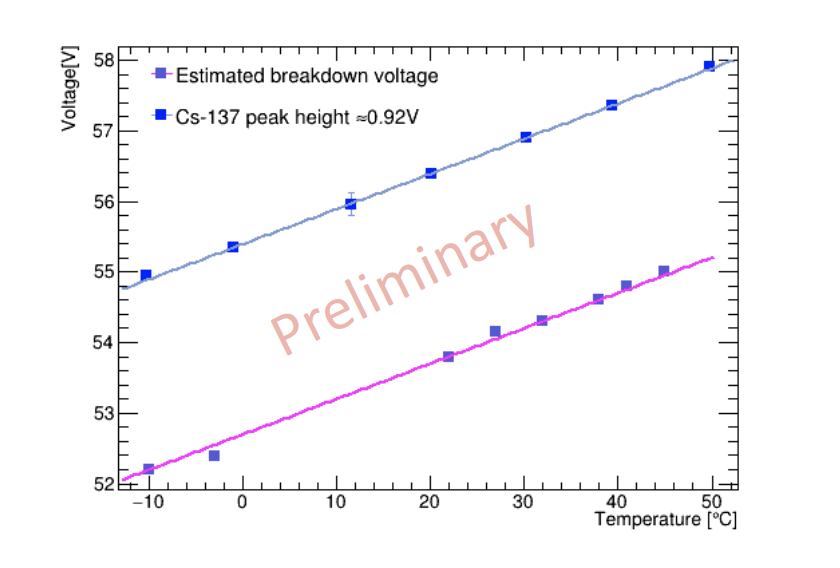 Voltage[V]
58
57
56
55
54
53
52
Estimated breakdown voltage
Cs-137 peak height ≈0.92V
Preliminary
−10
0
10
20
30
40
50
Temperature [°C]